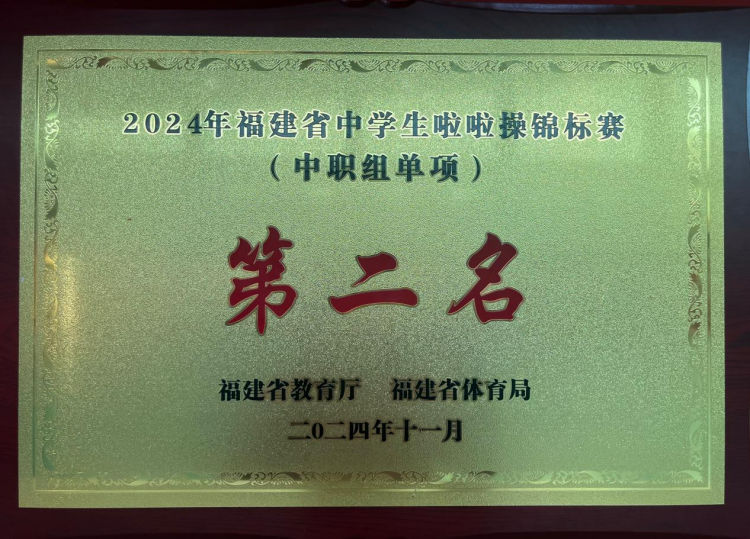 2024年福建省中学生啦啦操锦标赛
（中职组单项）
第二名
福建省教育厅 福建省体育局
二0二四年十一月